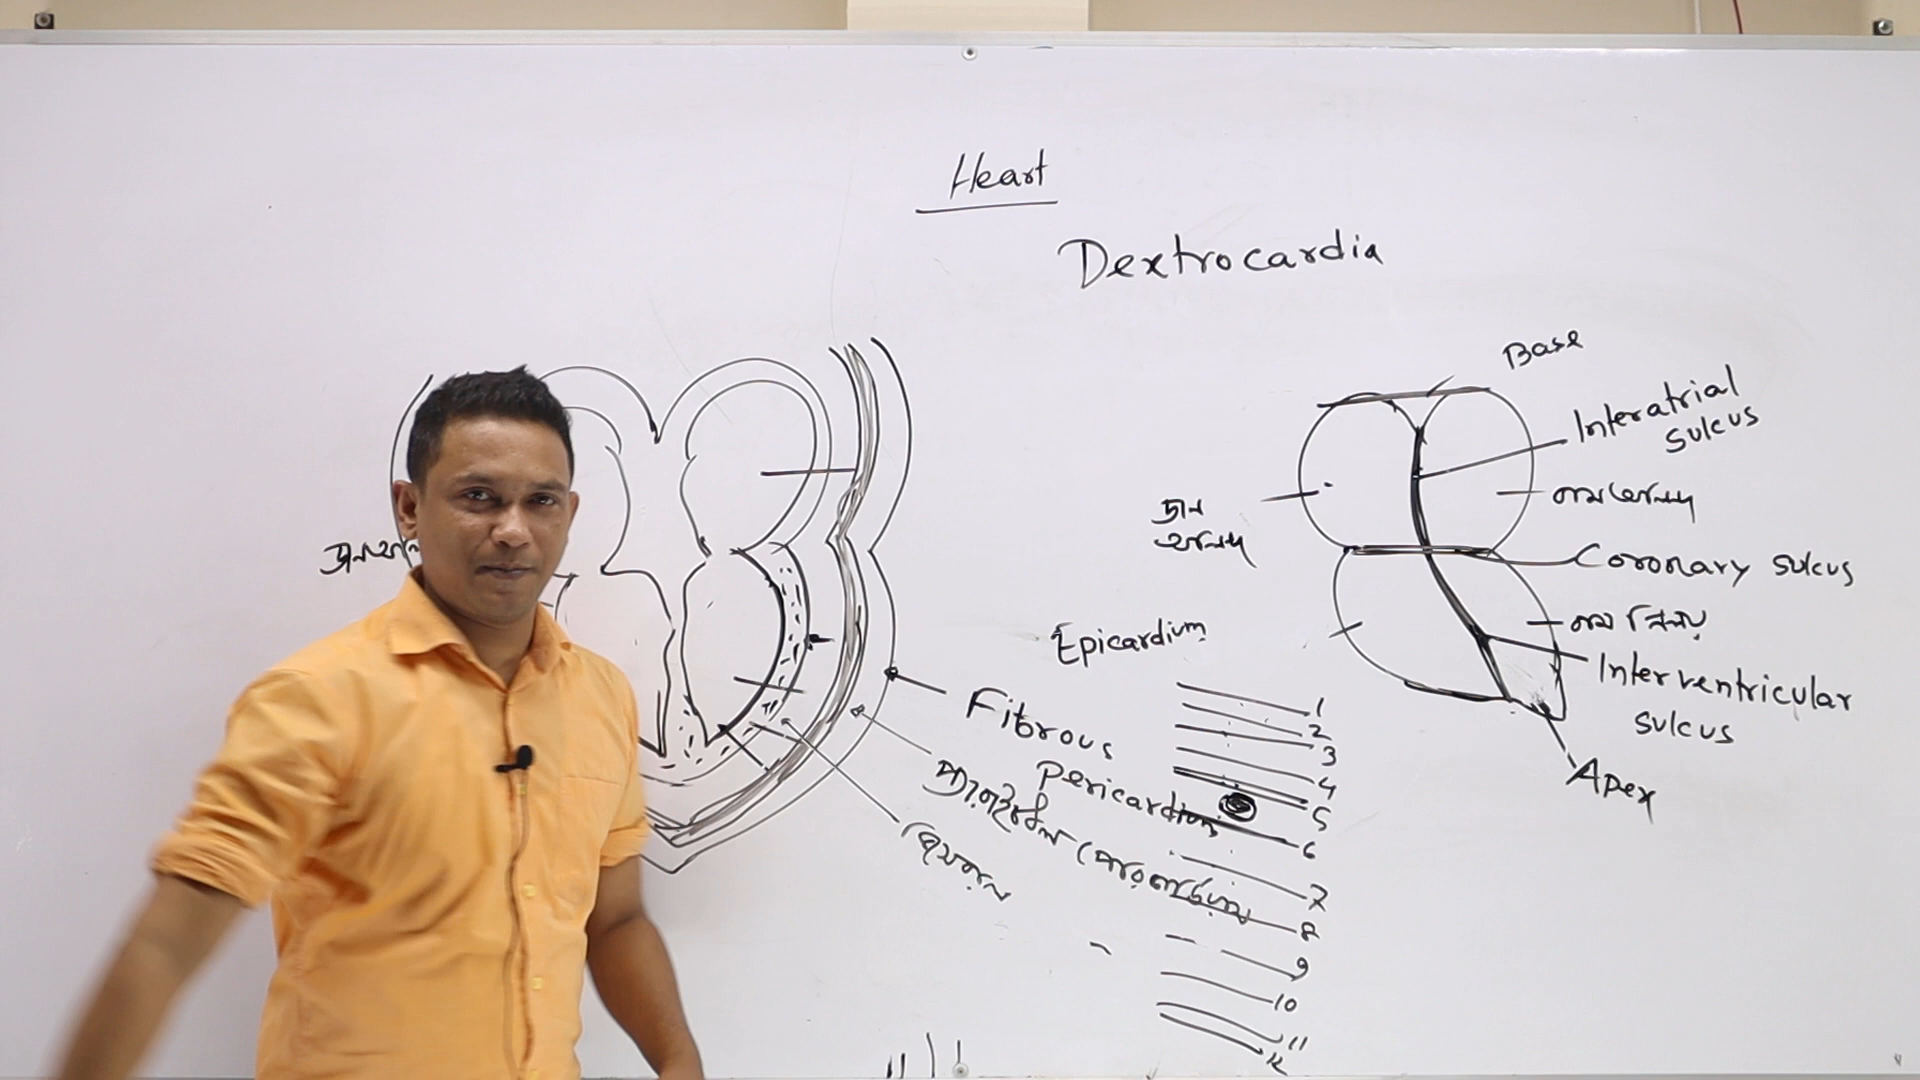 Heart
Dextrocardia
Base
Interatrial
sulcus
ডান
Coronary sulcus
Epicardium
বাম নিলয়
Interventricular
sulcus
Apex
Fibrous
pericardium
1
2
3
4
5
6
7
8
9
10
11
12